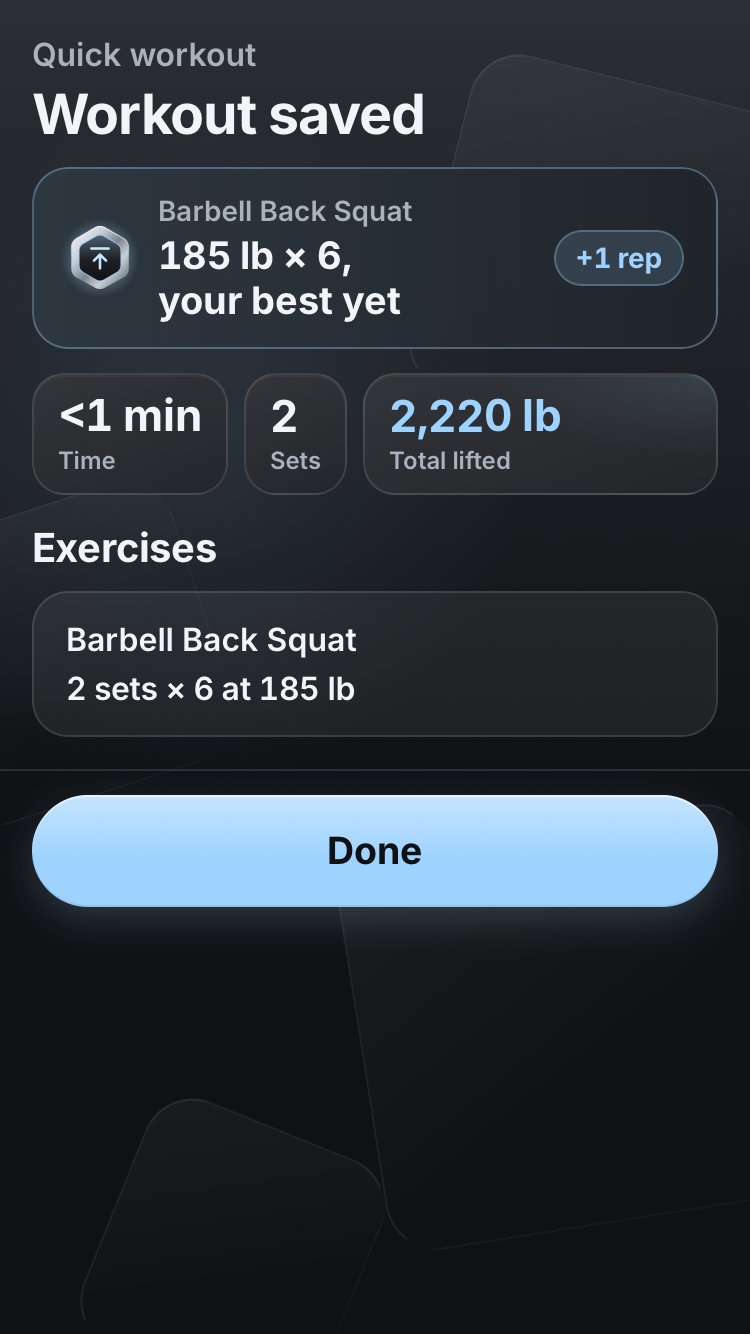 Quick workout
Workout saved
Barbell Back Squat
185 lb × 6,
your best yet
+1 rep
<1 min
Time
2
Sets
2,220 lb
Total lifted
Exercises
Barbell Back Squat
2 sets × 6 at 185 lb
Done